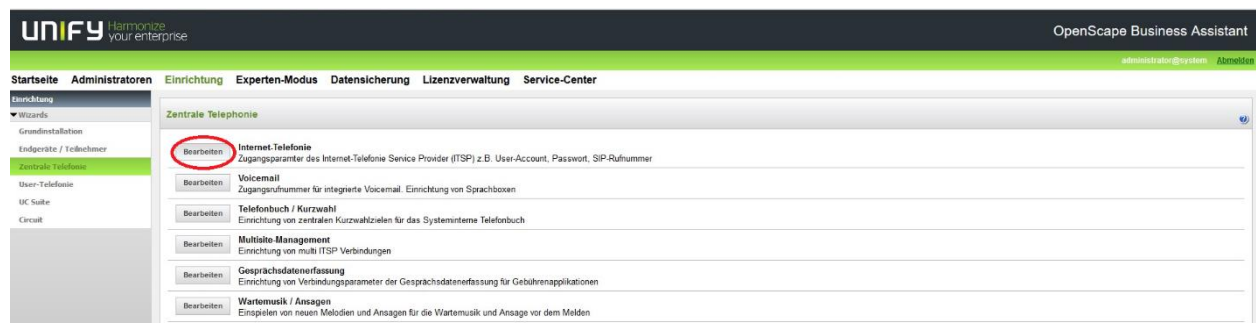 UNIFY Harmonize your enterprise
OpenScape Business Assistant
administrator@system Abmelden
Startseite Administratoren Einrichtung Experten-Modus Datensicherung Lizenzverwaltung Service-Center
Einrichtung
Wizards
Grundinstallation
Endgeräte / Teilnehmer
Zentrale Telefonie
User-Telefonie
UC Suite
Circuit
Zentrale Telephonie
Bearbeiten
Internet-Telefonie
Zugangsparamter des Internet-Telefonie Service Provider (ITSP) z.B. User-Account, Passwort, SIP-Rufnummer
Bearbeiten
Voicemail
Zugangsrufnummer für integrierte Voicemail. Einrichtung von Sprachboxen
Bearbeiten
Telefonbuch / Kurzwahl
Einrichtung von zentralen Kurzwahlzielen für das Systeminterne Telefonbuch
Bearbeiten
Multisite-Management
Einrichtung von multi ITSP Verbindungen
Bearbeiten
Gesprächsdatenerfassung
Einrichtung von Verbindungsparameter der Gesprächsdatenerfassung für Gebührenapplikationen
Bearbeiten
Wartemusik / Ansagen
Einspielen von neuen Melodien und Ansagen für die Wartemusik und Ansage vor dem Melden